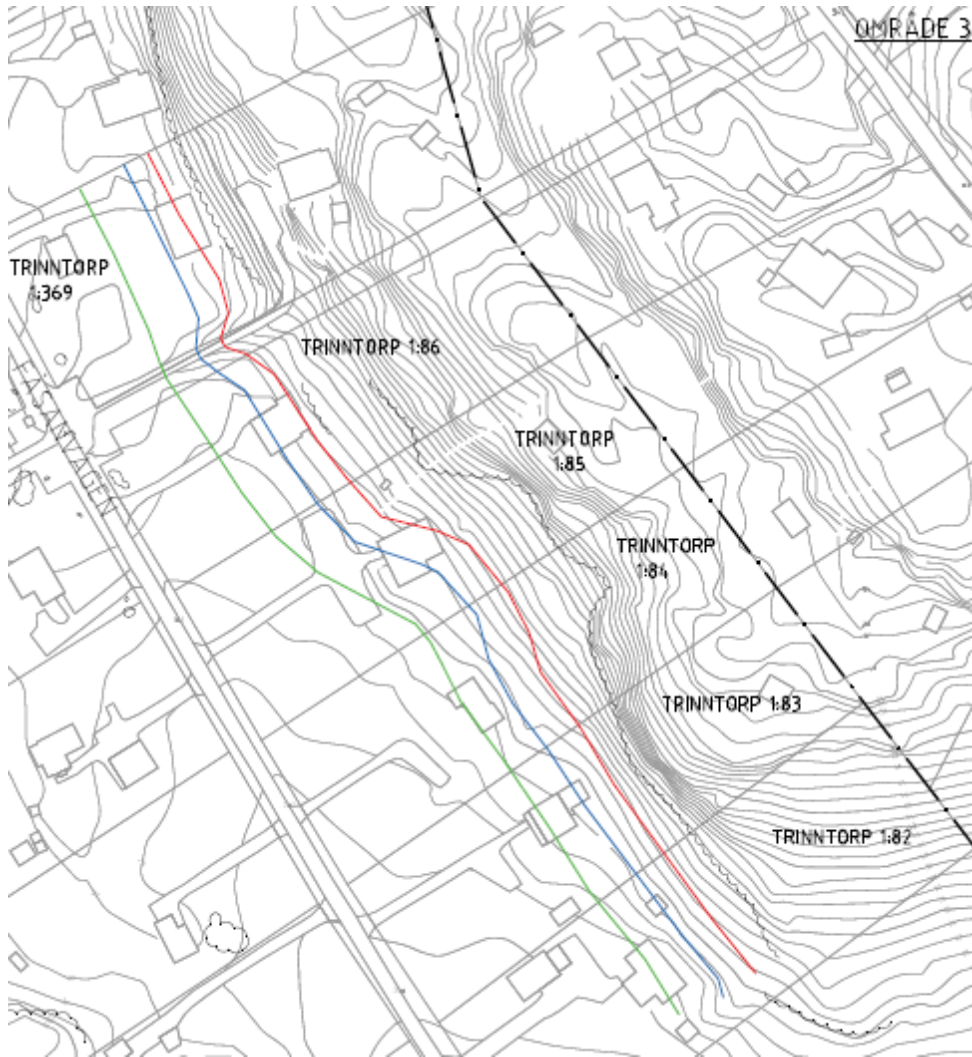 OMRÅDE 3
TRINNTORP
1:369
TRINNTORP 1:86
FASANVÄGEN
TRINNTORP
1:85
TRINNTORP
1:84
TRINNTORP 1:83
TRINNTORP 1:82